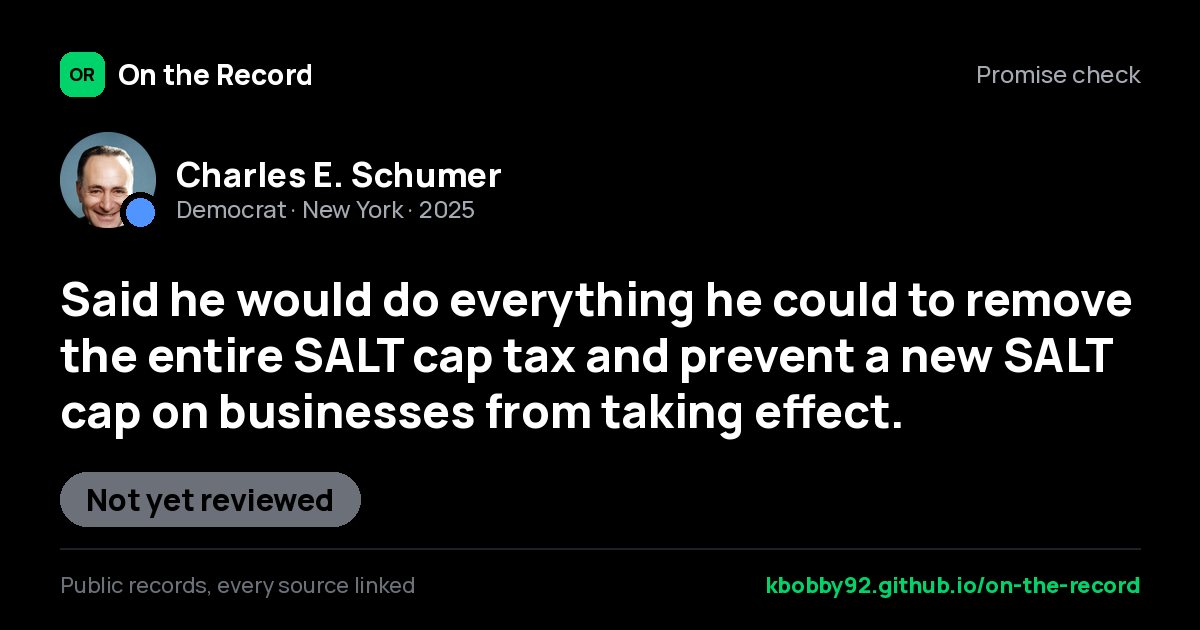 OR On the Record
Promise check
Charles E. Schumer
Democrat · New York · 2025
Said he would do everything he could to remove
the entire SALT cap tax and prevent a new SALT
cap on businesses from taking effect.
Not yet reviewed
Public records, every source linked
kbobby92.github.io/on-the-record